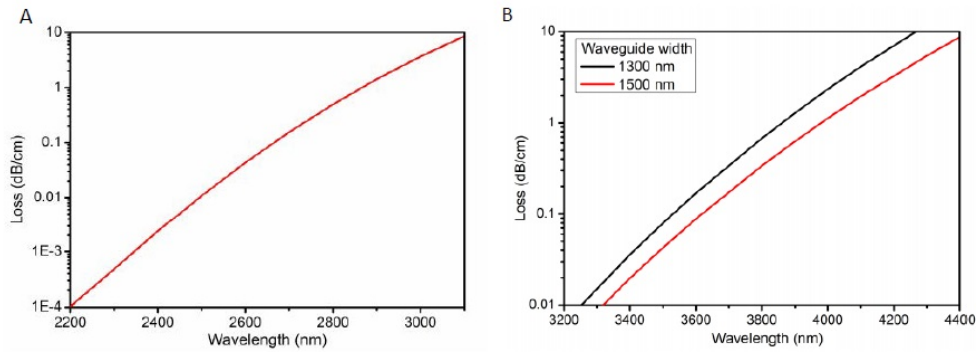 A
10
1
0.1
0.01
1E-3
1E-4
Loss (dB/cm)
2200 2400 2600 2800 3000
Wavelength (nm)
B
10
1
0.1
0.01
Loss (dB/cm)
Waveguide width
1300 nm
1500 nm
3200 3400 3600 3800 4000 4200 4400
Wavelength (nm)